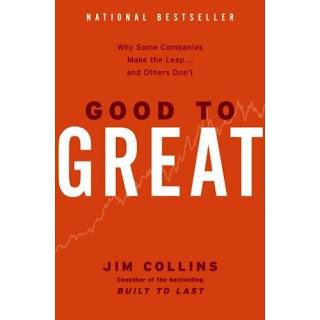 NATIONAL BESTSELLER
Why Some Companies
Make the Leap...
and Others Don't
GOOD TO
GREAT
JIM COLLINS
Coauthor of the bestselling
BUILT TO LAST